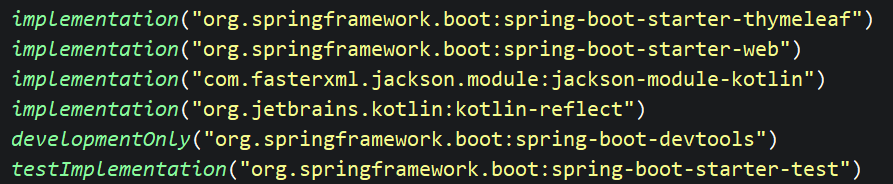 implementation("org.springframework.boot:spring-boot-starter-thymeleaf")
implementation("org.springframework.boot:spring-boot-starter-web")
implementation("com.fasterxml.jackson.module:jackson-module-kotlin")
implementation("org.jetbrains.kotlin:kotlin-reflect")
developmentOnly("org.springframework.boot:spring-boot-devtools")
testImplementation("org.springframework.boot:spring-boot-starter-test")